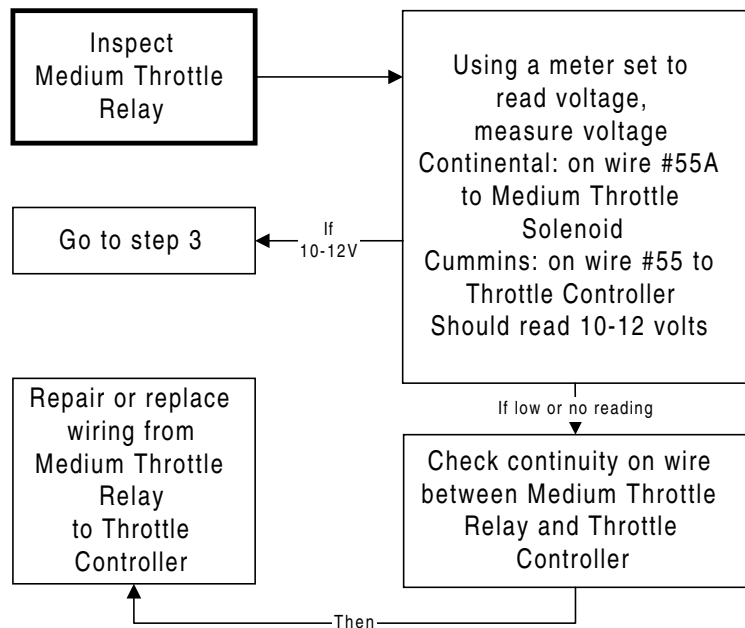 Inspect
Medium Throttle
Relay
Using a meter set to
read voltage,
measure voltage
Continental: on wire #55A
to Medium Throttle
Solenoid
Cummins: on wire #55 to
Throttle Controller
Should read 10-12 volts
If
10-12V
Go to step 3
If low or no reading
Check continuity on wire
between Medium Throttle
Relay and Throttle
Controller
Then
Repair or replace
wiring from
Medium Throttle
Relay
to Throttle
Controller